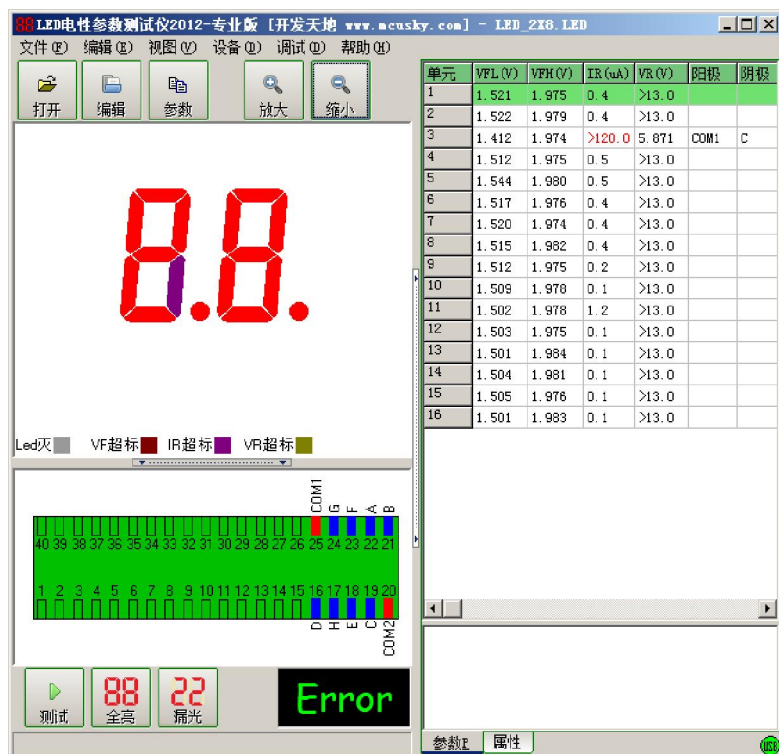 88 LED电性参数测试仪2012-专业版 [开发天地 www.mcusky.com] - LED_2X8.LED
文件(F) 编辑(E) 视图(V) 设备(D) 调试(D) 帮助(H)
打开 编辑 参数 放大 缩小
8.8.
Led灭 VF超标 IR超标 VR超标
COM1 G F A B
40 39 38 37 36 35 34 33 32 31 30 29 28 27 26 25 24 23 22 21
1 2 3 4 5 6 7 8 9 10 11 12 13 14 15 16 17 18 19 20
D H E C COM2
测试 88 全亮 22 漏光 Error
单元 VFL(V) VFH(V) IR(uA) VR(V) 阳极 阴极
1 1.521 1.975 0.4 >13.0
2 1.522 1.979 0.4 >13.0
3 1.412 1.974 >120.0 5.871 COM1 C
4 1.512 1.975 0.5 >13.0
5 1.544 1.980 0.5 >13.0
6 1.517 1.976 0.4 >13.0
7 1.520 1.974 0.4 >13.0
8 1.515 1.982 0.4 >13.0
9 1.512 1.975 0.2 >13.0
10 1.509 1.978 0.1 >13.0
11 1.502 1.978 1.2 >13.0
12 1.503 1.975 0.1 >13.0
13 1.501 1.984 0.1 >13.0
14 1.504 1.981 0.1 >13.0
15 1.505 1.976 0.1 >13.0
16 1.501 1.983 0.1 >13.0
参数P 属性